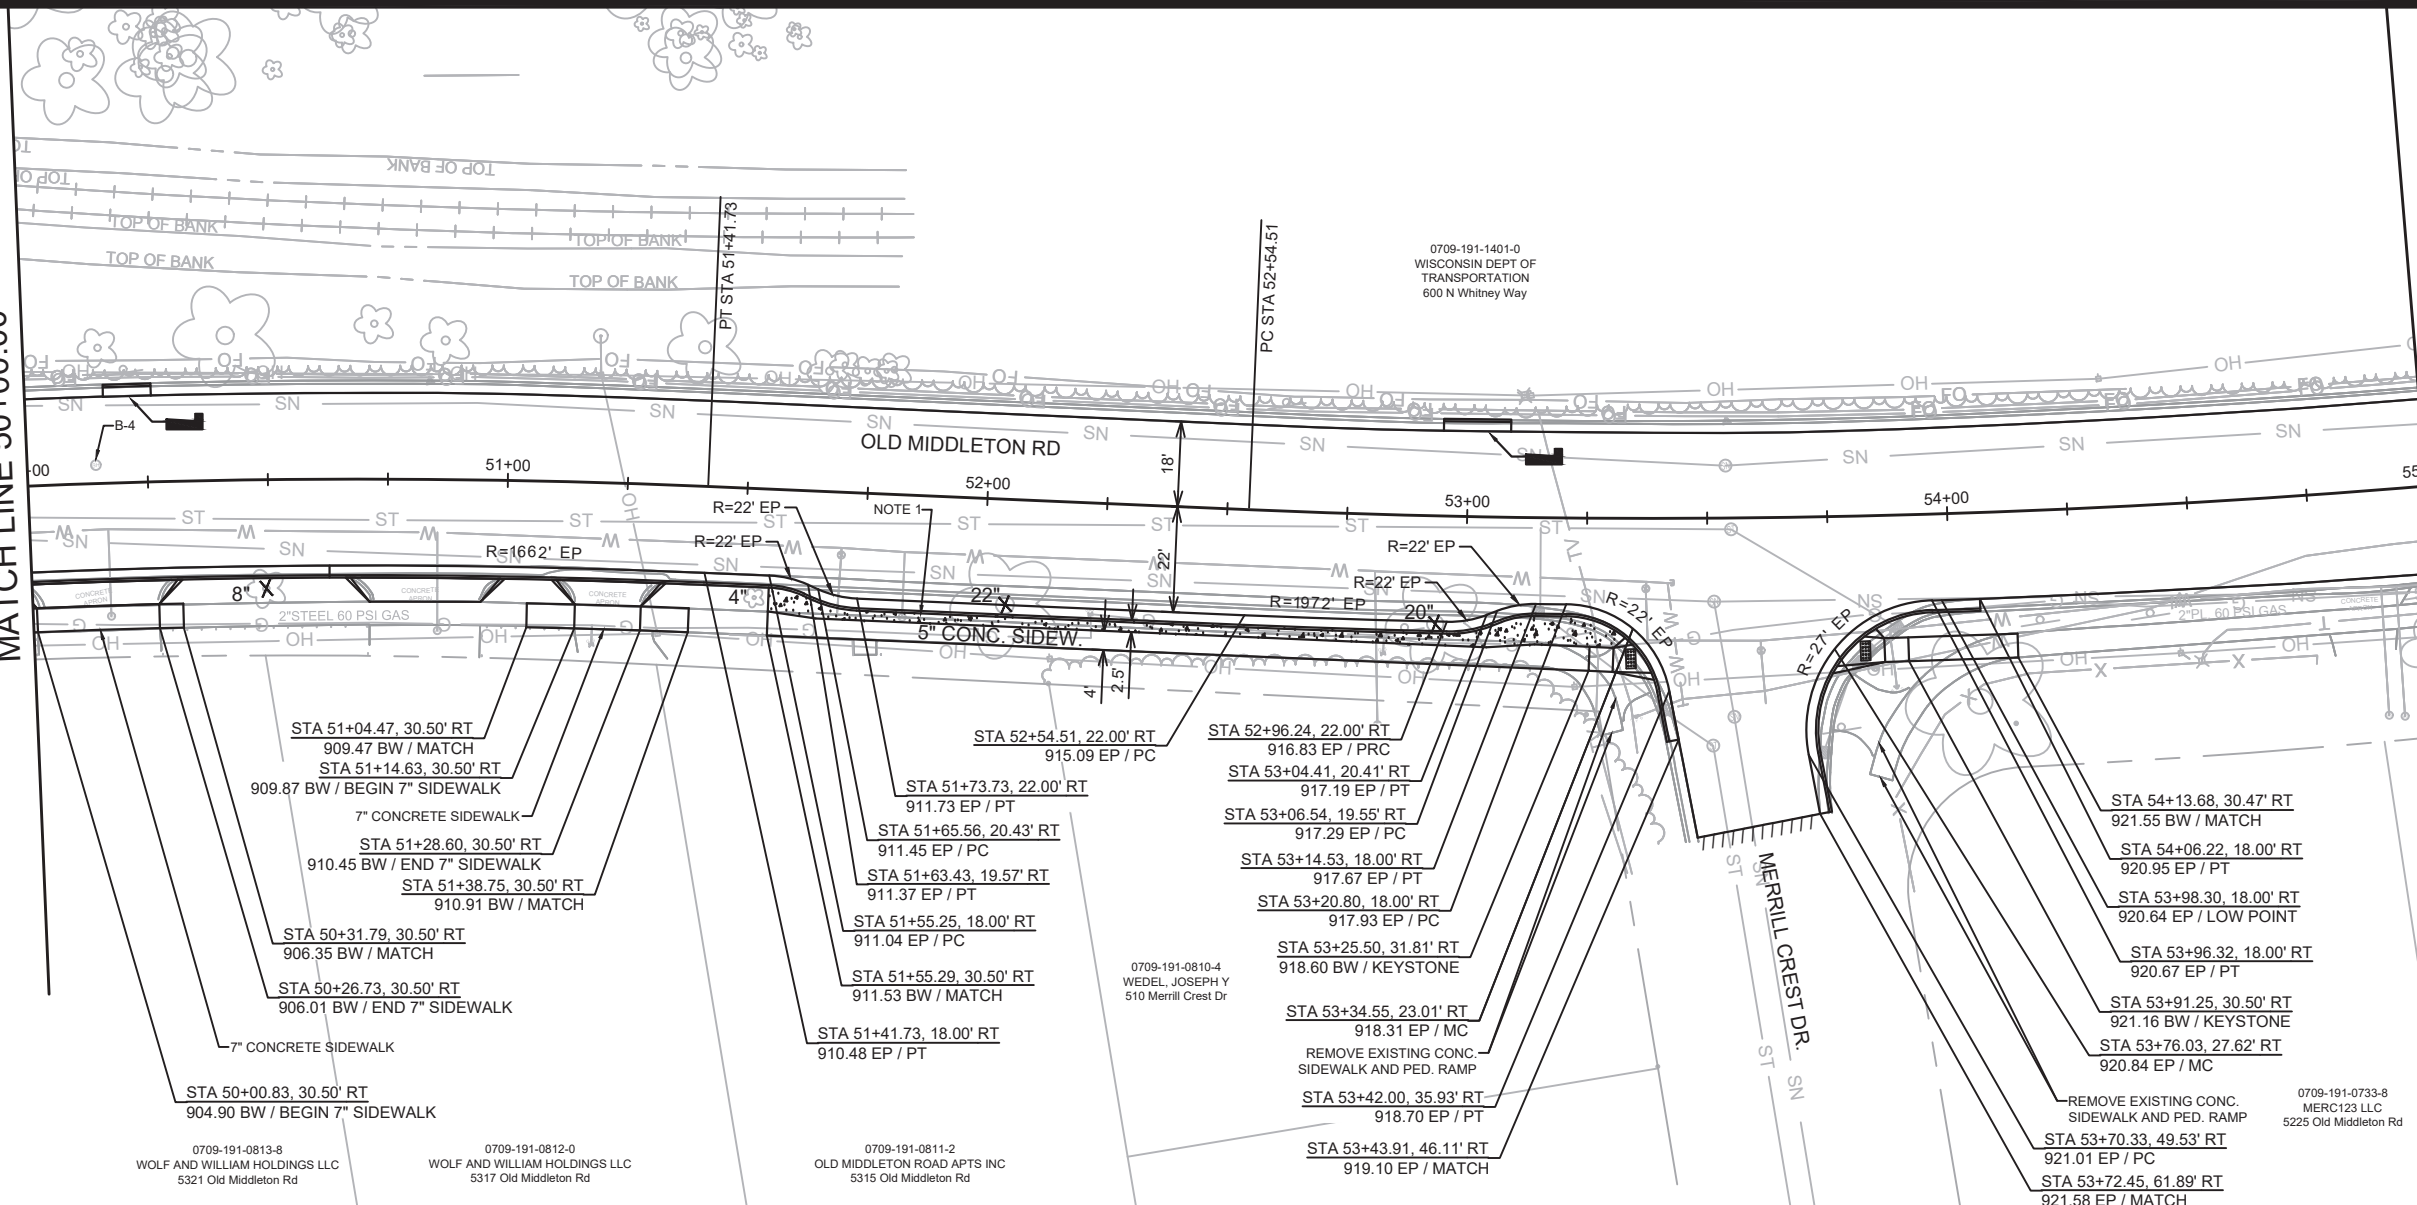 TOP OF BANK
TOP OF BANK
TOP OF BANK
TOP OF BANK
TOP OF BANK
PT STA 51+41.73
PC STA 52+54.51
0709-191-1401-0
WISCONSIN DEPT OF
TRANSPORTATION
600 N Whitney Way
B-4
OLD MIDDLETON RD
18'
51+00
52+00
53+00
54+00
R=22' EP
NOTE 1
R=22' EP
R=1662' EP
22'
R=22' EP
R=22' EP
R=1972' EP
R=22' EP
R=27' EP
8"
4"
22"
20"
CONCRETE
APRON
CONCRETE
APRON
CONCRETE
APRON
2"STEEL 60 PSI GAS
2"PL 60 PSI GAS
5" CONC. SIDEW.
4'
2.5'
STA 51+04.47, 30.50' RT
909.47 BW / MATCH
STA 51+14.63, 30.50' RT
909.87 BW / BEGIN 7" SIDEWALK
7" CONCRETE SIDEWALK
STA 51+28.60, 30.50' RT
910.45 BW / END 7" SIDEWALK
STA 51+38.75, 30.50' RT
910.91 BW / MATCH
STA 50+31.79, 30.50' RT
906.35 BW / MATCH
STA 50+26.73, 30.50' RT
906.01 BW / END 7" SIDEWALK
7" CONCRETE SIDEWALK
STA 50+00.83, 30.50' RT
904.90 BW / BEGIN 7" SIDEWALK
STA 52+54.51, 22.00' RT
915.09 EP / PC
STA 51+73.73, 22.00' RT
911.73 EP / PT
STA 51+65.56, 20.43' RT
911.45 EP / PC
STA 51+63.43, 19.57' RT
911.37 EP / PT
STA 51+55.25, 18.00' RT
911.04 EP / PC
STA 51+55.29, 30.50' RT
911.53 BW / MATCH
STA 51+41.73, 18.00' RT
910.48 EP / PT
STA 52+96.24, 22.00' RT
916.83 EP / PRC
STA 53+04.41, 20.41' RT
917.19 EP / PT
STA 53+06.54, 19.55' RT
917.29 EP / PC
STA 53+14.53, 18.00' RT
917.67 EP / PT
STA 53+20.80, 18.00' RT
917.93 EP / PC
STA 53+25.50, 31.81' RT
918.60 BW / KEYSTONE
STA 53+34.55, 23.01' RT
918.31 EP / MC
REMOVE EXISTING CONC.
SIDEWALK AND PED. RAMP
STA 53+42.00, 35.93' RT
918.70 EP / PT
STA 53+43.91, 46.11' RT
919.10 EP / MATCH
MERRILL CREST DR.
STA 54+13.68, 30.47' RT
921.55 BW / MATCH
STA 54+06.22, 18.00' RT
920.95 EP / PT
STA 53+98.30, 18.00' RT
920.64 EP / LOW POINT
STA 53+96.32, 18.00' RT
920.67 EP / PT
STA 53+91.25, 30.50' RT
921.16 BW / KEYSTONE
STA 53+76.03, 27.62' RT
920.84 EP / MC
REMOVE EXISTING CONC.
SIDEWALK AND PED. RAMP
STA 53+70.33, 49.53' RT
921.01 EP / PC
STA 53+72.45, 61.89' RT
921.58 EP / MATCH
0709-191-0810-4
WEDEL, JOSEPH Y
510 Merrill Crest Dr
0709-191-0733-8
MERC123 LLC
5225 Old Middleton Rd
0709-191-0813-8
WOLF AND WILLIAM HOLDINGS LLC
5321 Old Middleton Rd
0709-191-0812-0
WOLF AND WILLIAM HOLDINGS LLC
5317 Old Middleton Rd
0709-191-0811-2
OLD MIDDLETON ROAD APTS INC
5315 Old Middleton Rd
MATCH LINE